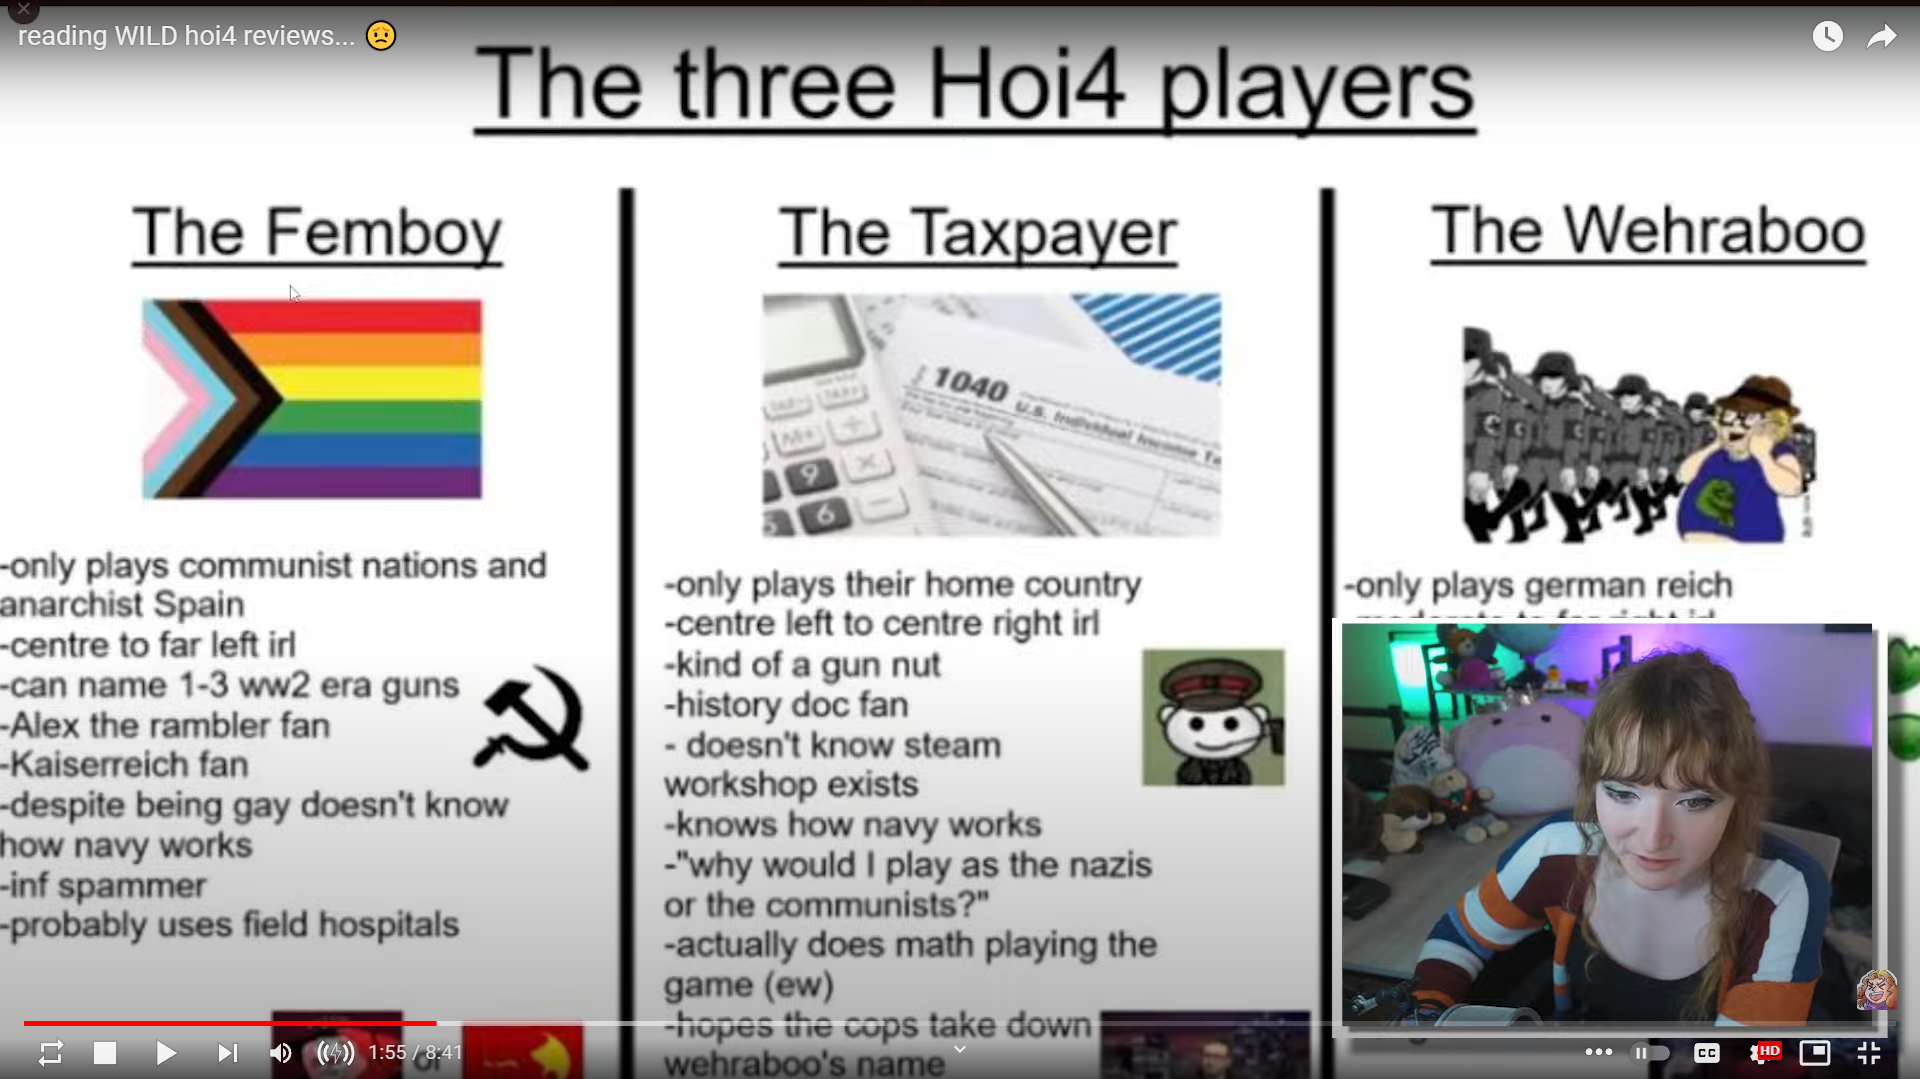 reading WILD hoi4 reviews... 😟
The three Hoi4 players
The Femboy
-only plays communist nations and
anarchist Spain
-centre to far left irl
-can name 1-3 ww2 era guns
-Alex the rambler fan
-Kaiserreich fan
-despite being gay doesn't know
how navy works
-inf spammer
-probably uses field hospitals
or
The Taxpayer
1040
U.S. Individual Income
9
6
-only plays their home country
-centre left to centre right irl
-kind of a gun nut
-history doc fan
- doesn't know steam
workshop exists
-knows how navy works
-"why would I play as the nazis
or the communists?"
-actually does math playing the
game (ew)
-hopes the cops take down
wehraboo's name
The Wehraboo
-only plays german reich
1:55 / 8:41
CC
HD